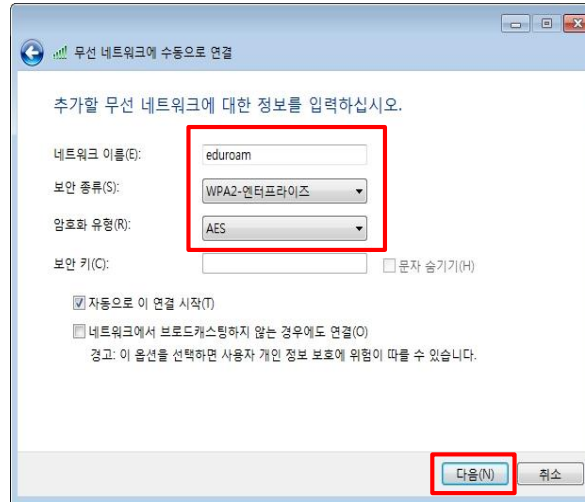 무선 네트워크에 수동으로 연결
추가할 무선 네트워크에 대한 정보를 입력하십시오.
네트워크 이름(E): eduroam
보안 종류(S): WPA2-엔터프라이즈
암호화 유형(R): AES
보안 키(C): 문자 숨기기(H)
자동으로 이 연결 시작(T)
네트워크에서 브로드캐스팅하지 않는 경우에도 연결(O)
경고: 이 옵션을 선택하면 사용자 개인 정보 보호에 위험이 따를 수 있습니다.
다음(N) 취소